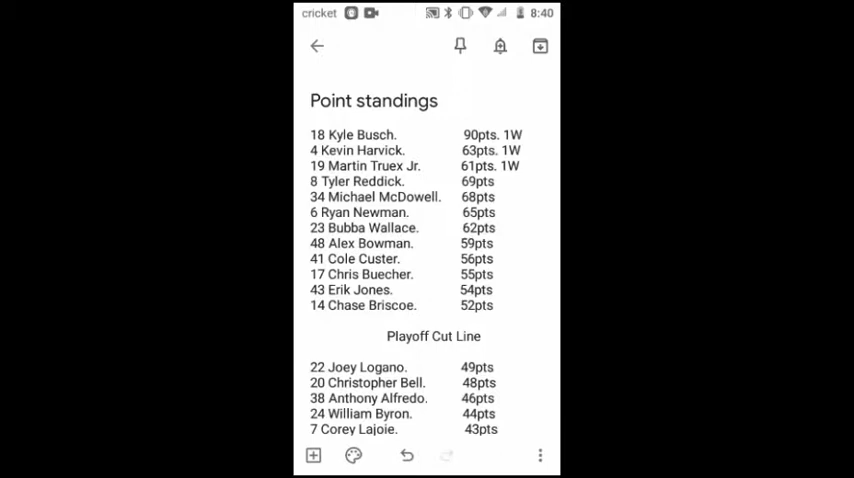 cricket 8:40
Point standings
18 Kyle Busch. 90pts. 1W
4 Kevin Harvick. 63pts. 1W
19 Martin Truex Jr. 61pts. 1W
8 Tyler Reddick. 69pts
34 Michael McDowell. 68pts
6 Ryan Newman. 65pts
23 Bubba Wallace. 62pts
48 Alex Bowman. 59pts
41 Cole Custer. 56pts
17 Chris Buecher. 55pts
43 Erik Jones. 54pts
14 Chase Briscoe. 52pts
Playoff Cut Line
22 Joey Logano. 49pts
20 Christopher Bell. 48pts
38 Anthony Alfredo. 46pts
24 William Byron. 44pts
7 Corey Lajoie. 43pts